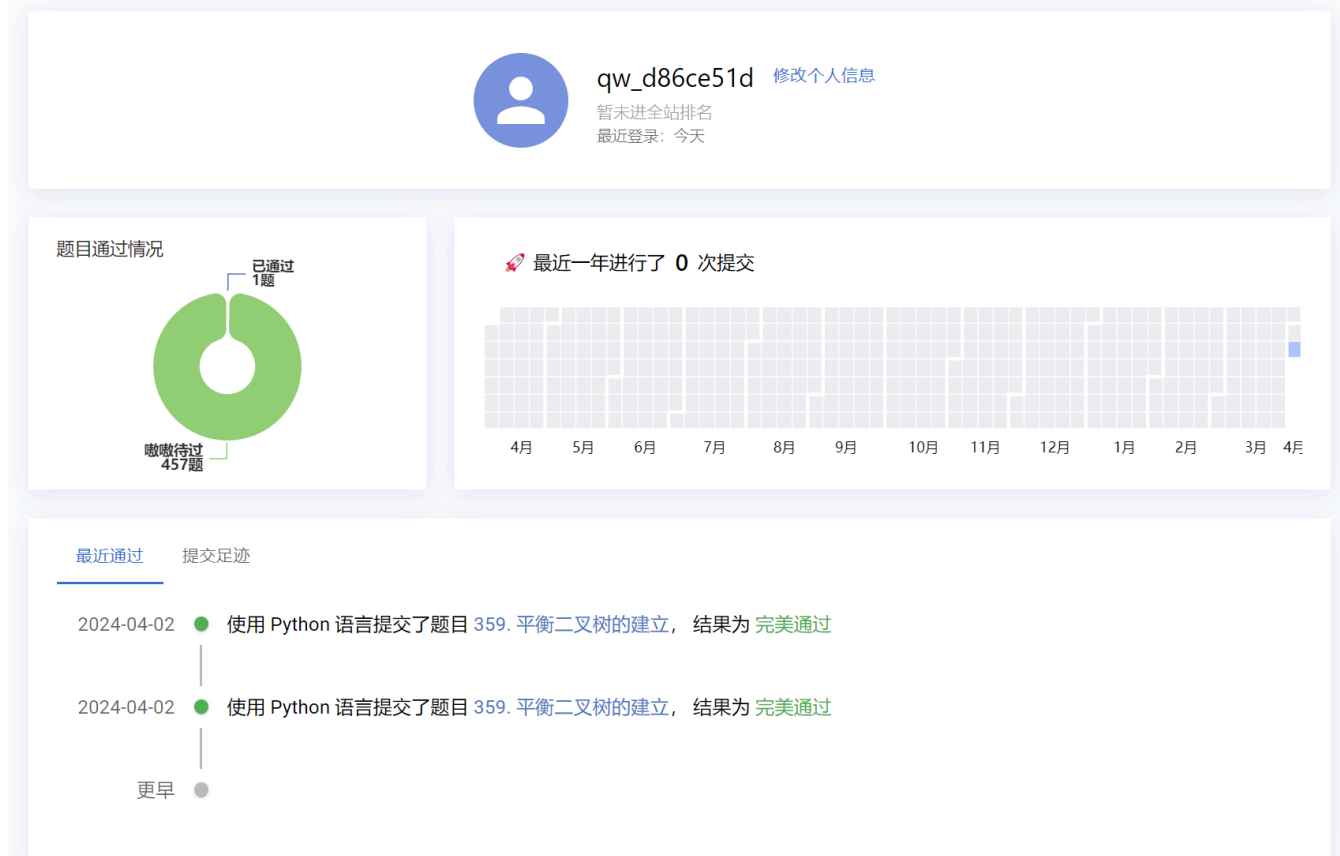 qw_d86ce51d 修改个人信息
暂未进全站排名
最近登录：今天
题目通过情况
已通过
1题
嗷嗷待过
457题
🚀 最近一年进行了 0 次提交
4月 5月 6月 7月 8月 9月 10月 11月 12月 1月 2月 3月 4月
最近通过 提交足迹
2024-04-02 使用 Python 语言提交了题目 359. 平衡二叉树的建立， 结果为 完美通过
2024-04-02 使用 Python 语言提交了题目 359. 平衡二叉树的建立， 结果为 完美通过
更早